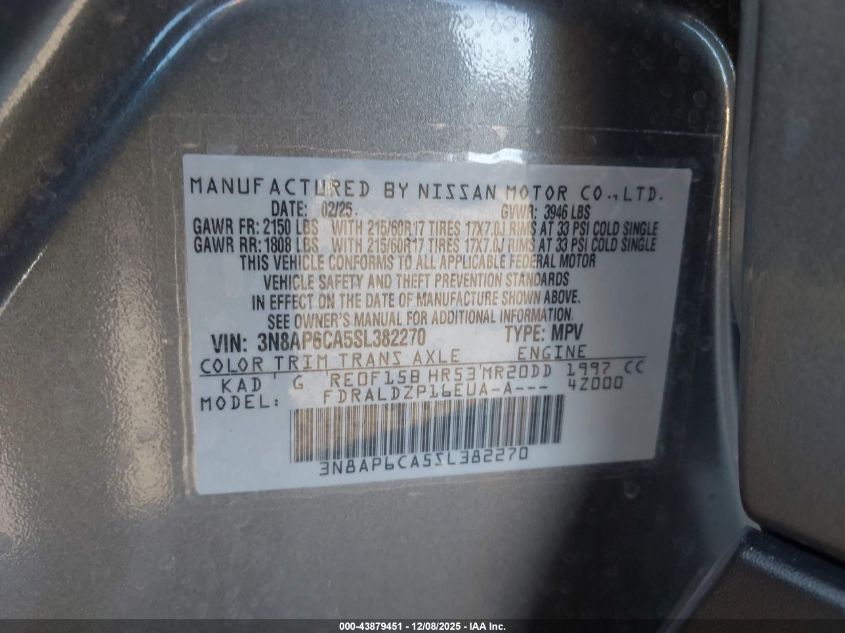 MANUFACTURED BY NISSAN MOTOR CO.,LTD.
DATE: 02/25. GVWR: 3946 LBS
GAWR FR: 2150 LBS WITH 215/60R17 TIRES 17X7.0J RIMS AT 33 PSI COLD SINGLE
GAWR RR: 1808 LBS WITH 215/60R17 TIRES 17X7.0J RIMS AT 33 PSI COLD SINGLE
THIS VEHICLE CONFORMS TO ALL APPLICABLE FEDERAL MOTOR
VEHICLE SAFETY AND THEFT PREVENTION STANDARDS
IN EFFECT ON THE DATE OF MANUFACTURE SHOWN ABOVE.
SEE OWNER'S MANUAL FOR ADDITIONAL INFORMATION.
VIN: 3N8AP6CA5SL382270 TYPE: MPV
COLOR TRIM TRANS AXLE ENGINE
KAD G RE0F15B HR53 MR20DD 1997 CC
MODEL: FDRALDZP16EUA-A--- 4Z000
3N8AP6CA5SL382270
000-43879451 | 12/08/2025 - IAA Inc.